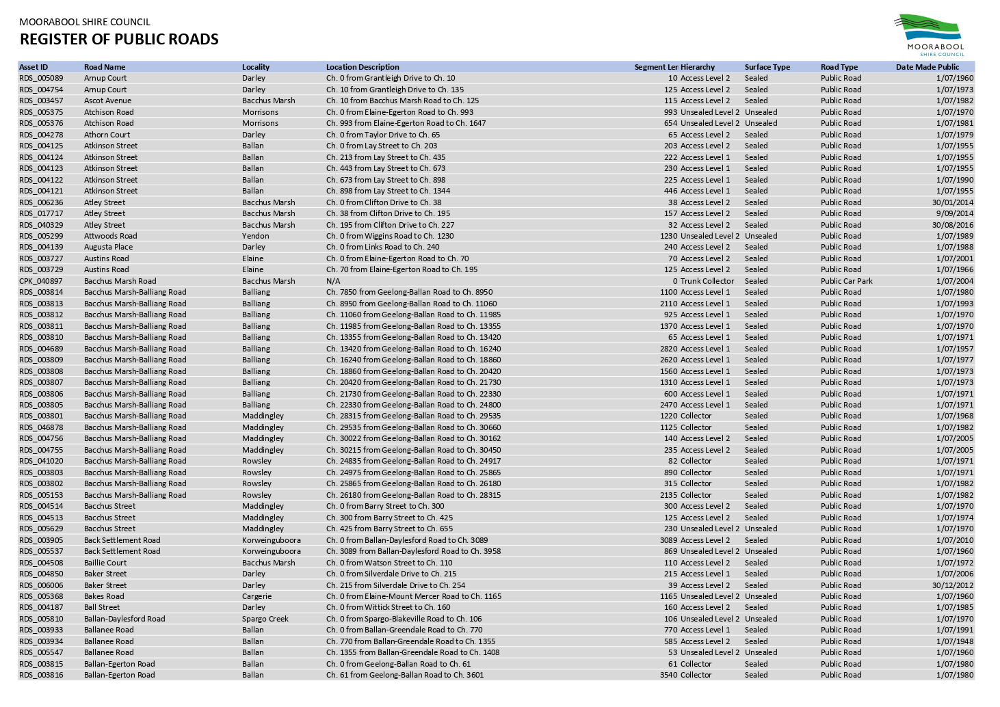 MOORABOOL SHIRE COUNCIL
REGISTER OF PUBLIC ROADS
MOORABOOL
SHIRE COUNCIL
Asset ID Road Name Locality Location Description Segment Len Hierarchy Surface Type Road Type Date Made Public
RDS_005089 Arnup Court Darley Ch. 0 from Grantleigh Drive to Ch. 10 10 Access Level 2 Sealed Public Road 1/07/1960
RDS_004754 Arnup Court Darley Ch. 10 from Grantleigh Drive to Ch. 135 125 Access Level 2 Sealed Public Road 1/07/1973
RDS_003457 Ascot Avenue Bacchus Marsh Ch. 10 from Bacchus Marsh Road to Ch. 125 115 Access Level 2 Sealed Public Road 1/07/1982
RDS_005375 Atchison Road Morrisons Ch. 0 from Elaine-Egerton Road to Ch. 993 993 Unsealed Level 2 Unsealed Public Road 1/07/1970
RDS_005376 Atchison Road Morrisons Ch. 993 from Elaine-Egerton Road to Ch. 1647 654 Unsealed Level 2 Unsealed Public Road 1/07/1981
RDS_004278 Athorn Court Darley Ch. 0 from Taylor Drive to Ch. 65 65 Access Level 2 Sealed Public Road 1/07/1979
RDS_004125 Atkinson Street Ballan Ch. 0 from Lay Street to Ch. 203 203 Access Level 2 Sealed Public Road 1/07/1955
RDS_004124 Atkinson Street Ballan Ch. 213 from Lay Street to Ch. 435 222 Access Level 1 Sealed Public Road 1/07/1955
RDS_004123 Atkinson Street Ballan Ch. 443 from Lay Street to Ch. 673 230 Access Level 1 Sealed Public Road 1/07/1955
RDS_004122 Atkinson Street Ballan Ch. 673 from Lay Street to Ch. 898 225 Access Level 1 Sealed Public Road 1/07/1990
RDS_004121 Atkinson Street Ballan Ch. 898 from Lay Street to Ch. 1344 446 Access Level 1 Sealed Public Road 1/07/1955
RDS_006236 Atley Street Bacchus Marsh Ch. 0 from Clifton Drive to Ch. 38 38 Access Level 2 Sealed Public Road 30/01/2014
RDS_017717 Atley Street Bacchus Marsh Ch. 38 from Clifton Drive to Ch. 195 157 Access Level 2 Sealed Public Road 9/09/2014
RDS_040329 Atley Street Bacchus Marsh Ch. 195 from Clifton Drive to Ch. 227 32 Access Level 2 Sealed Public Road 30/08/2016
RDS_005299 Attwoods Road Yendon Ch. 0 from Wiggins Road to Ch. 1230 1230 Unsealed Level 2 Unsealed Public Road 1/07/1989
RDS_004139 Augusta Place Darley Ch. 0 from Links Road to Ch. 240 240 Access Level 2 Sealed Public Road 1/07/1988
RDS_003727 Austins Road Elaine Ch. 0 from Elaine-Egerton Road to Ch. 70 70 Access Level 2 Sealed Public Road 1/07/2001
RDS_003729 Austins Road Elaine Ch. 70 from Elaine-Egerton Road to Ch. 195 125 Access Level 2 Sealed Public Road 1/07/1966
CPK_040897 Bacchus Marsh Road Bacchus Marsh N/A 0 Trunk Collector Sealed Public Car Park 1/07/2004
RDS_003814 Bacchus Marsh-Balliang Road Balliang Ch. 7850 from Geelong-Ballan Road to Ch. 8950 1100 Access Level 1 Sealed Public Road 1/07/1980
RDS_003813 Bacchus Marsh-Balliang Road Balliang Ch. 8950 from Geelong-Ballan Road to Ch. 11060 2110 Access Level 1 Sealed Public Road 1/07/1993
RDS_003812 Bacchus Marsh-Balliang Road Balliang Ch. 11060 from Geelong-Ballan Road to Ch. 11985 925 Access Level 1 Sealed Public Road 1/07/1970
RDS_003811 Bacchus Marsh-Balliang Road Balliang Ch. 11985 from Geelong-Ballan Road to Ch. 13355 1370 Access Level 1 Sealed Public Road 1/07/1970
RDS_003810 Bacchus Marsh-Balliang Road Balliang Ch. 13355 from Geelong-Ballan Road to Ch. 13420 65 Access Level 1 Sealed Public Road 1/07/1971
RDS_004689 Bacchus Marsh-Balliang Road Balliang Ch. 13420 from Geelong-Ballan Road to Ch. 16240 2820 Access Level 1 Sealed Public Road 1/07/1957
RDS_003809 Bacchus Marsh-Balliang Road Balliang Ch. 16240 from Geelong-Ballan Road to Ch. 18860 2620 Access Level 1 Sealed Public Road 1/07/1977
RDS_003808 Bacchus Marsh-Balliang Road Balliang Ch. 18860 from Geelong-Ballan Road to Ch. 20420 1560 Access Level 1 Sealed Public Road 1/07/1973
RDS_003807 Bacchus Marsh-Balliang Road Balliang Ch. 20420 from Geelong-Ballan Road to Ch. 21730 1310 Access Level 1 Sealed Public Road 1/07/1973
RDS_003806 Bacchus Marsh-Balliang Road Balliang Ch. 21730 from Geelong-Ballan Road to Ch. 22330 600 Access Level 1 Sealed Public Road 1/07/1971
RDS_003805 Bacchus Marsh-Balliang Road Balliang Ch. 22330 from Geelong-Ballan Road to Ch. 24800 2470 Access Level 1 Sealed Public Road 1/07/1971
RDS_003801 Bacchus Marsh-Balliang Road Maddingley Ch. 28315 from Geelong-Ballan Road to Ch. 29535 1220 Collector Sealed Public Road 1/07/1968
RDS_046878 Bacchus Marsh-Balliang Road Maddingley Ch. 29535 from Geelong-Ballan Road to Ch. 30660 1125 Collector Sealed Public Road 1/07/1982
RDS_004756 Bacchus Marsh-Balliang Road Maddingley Ch. 30022 from Geelong-Ballan Road to Ch. 30162 140 Access Level 2 Sealed Public Road 1/07/2005
RDS_004755 Bacchus Marsh-Balliang Road Maddingley Ch. 30215 from Geelong-Ballan Road to Ch. 30450 235 Access Level 2 Sealed Public Road 1/07/2005
RDS_041020 Bacchus Marsh-Balliang Road Rowsley Ch. 24835 from Geelong-Ballan Road to Ch. 24917 82 Collector Sealed Public Road 1/07/1971
RDS_003803 Bacchus Marsh-Balliang Road Rowsley Ch. 24975 from Geelong-Ballan Road to Ch. 25865 890 Collector Sealed Public Road 1/07/1971
RDS_003802 Bacchus Marsh-Balliang Road Rowsley Ch. 25865 from Geelong-Ballan Road to Ch. 26180 315 Collector Sealed Public Road 1/07/1982
RDS_005153 Bacchus Marsh-Balliang Road Rowsley Ch. 26180 from Geelong-Ballan Road to Ch. 28315 2135 Collector Sealed Public Road 1/07/1982
RDS_004514 Bacchus Street Maddingley Ch. 0 from Barry Street to Ch. 300 300 Access Level 2 Sealed Public Road 1/07/1970
RDS_004513 Bacchus Street Maddingley Ch. 300 from Barry Street to Ch. 425 125 Access Level 2 Sealed Public Road 1/07/1974
RDS_005629 Bacchus Street Maddingley Ch. 425 from Barry Street to Ch. 655 230 Unsealed Level 2 Unsealed Public Road 1/07/1970
RDS_003905 Back Settlement Road Korweinguboora Ch. 0 from Ballan-Daylesford Road to Ch. 3089 3089 Access Level 2 Sealed Public Road 1/07/2010
RDS_005537 Back Settlement Road Korweinguboora Ch. 3089 from Ballan-Daylesford Road to Ch. 3958 869 Unsealed Level 2 Unsealed Public Road 1/07/1960
RDS_004508 Baillie Court Bacchus Marsh Ch. 0 from Watson Street to Ch. 110 110 Access Level 2 Sealed Public Road 1/07/1972
RDS_004850 Baker Street Darley Ch. 0 from Silverdale Drive to Ch. 215 215 Access Level 1 Sealed Public Road 1/07/2006
RDS_006006 Baker Street Darley Ch. 215 from Silverdale Drive to Ch. 254 39 Access Level 2 Sealed Public Road 30/12/2012
RDS_005368 Bakes Road Cargerie Ch. 0 from Elaine-Mount Mercer Road to Ch. 1165 1165 Unsealed Level 2 Unsealed Public Road 1/07/1960
RDS_004187 Ball Street Darley Ch. 0 from Wittick Street to Ch. 160 160 Access Level 2 Sealed Public Road 1/07/1985
RDS_005810 Ballan-Daylesford Road Spargo Creek Ch. 0 from Spargo-Blakeville Road to Ch. 106 106 Unsealed Level 2 Unsealed Public Road 1/07/1970
RDS_003933 Ballanee Road Ballan Ch. 0 from Ballan-Greendale Road to Ch. 770 770 Access Level 1 Sealed Public Road 1/07/1991
RDS_003934 Ballanee Road Ballan Ch. 770 from Ballan-Greendale Road to Ch. 1355 585 Access Level 2 Sealed Public Road 1/07/1948
RDS_005547 Ballanee Road Ballan Ch. 1355 from Ballan-Greendale Road to Ch. 1408 53 Unsealed Level 2 Unsealed Public Road 1/07/1960
RDS_003815 Ballan-Egerton Road Ballan Ch. 0 from Geelong-Ballan Road to Ch. 61 61 Collector Sealed Public Road 1/07/1980
RDS_003816 Ballan-Egerton Road Ballan Ch. 61 from Geelong-Ballan Road to Ch. 3601 3540 Collector Sealed Public Road 1/07/1980